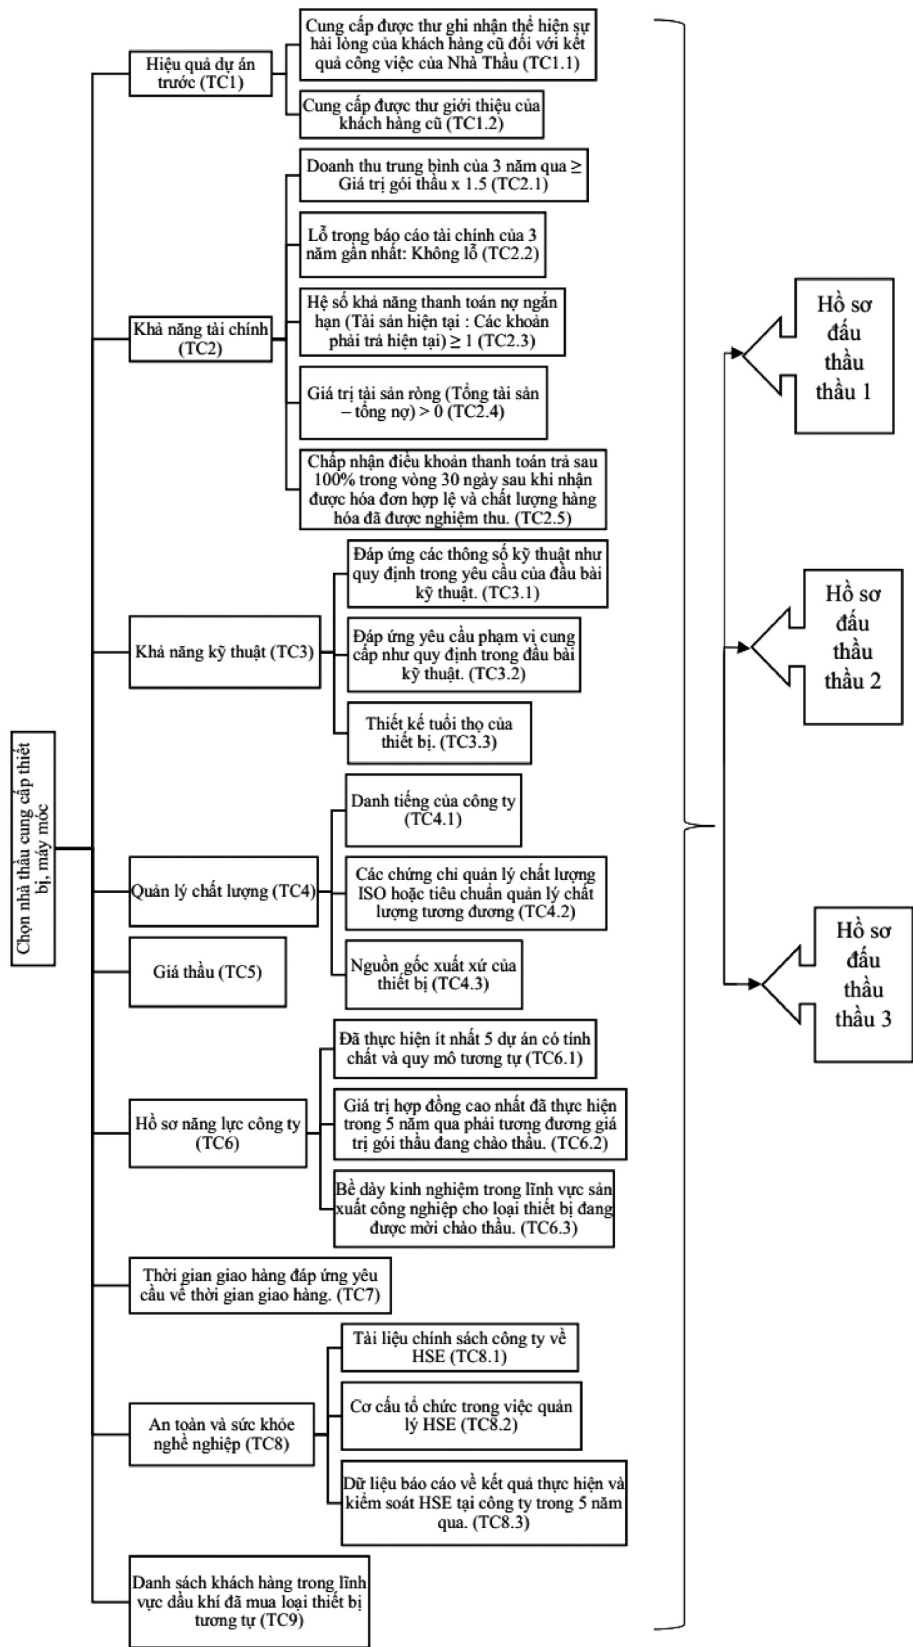 Chọn nhà thầu cung cấp thiết
bị, máy móc
Hiệu quả dự án
trước (TC1)
Cung cấp được thư ghi nhận thể hiện sự
hài lòng của khách hàng cũ đối với kết
quả công việc của Nhà Thầu (TC1.1)
Cung cấp được thư giới thiệu của
khách hàng cũ (TC1.2)
Khả năng tài chính
(TC2)
Doanh thu trung bình của 3 năm qua ≥
Giá trị gói thầu x 1.5 (TC2.1)
Lỗ trong báo cáo tài chính của 3
năm gần nhất: Không lỗ (TC2.2)
Hệ số khả năng thanh toán nợ ngắn
hạn (Tài sản hiện tại : Các khoản
phải trả hiện tại) ≥ 1 (TC2.3)
Giá trị tài sản ròng (Tổng tài sản
– tổng nợ) > 0 (TC2.4)
Chấp nhận điều khoản thanh toán trả sau
100% trong vòng 30 ngày sau khi nhận
được hóa đơn hợp lệ và chất lượng hàng
hóa đã được nghiệm thu. (TC2.5)
Khả năng kỹ thuật (TC3)
Đáp ứng các thông số kỹ thuật như
quy định trong yêu cầu của đầu bài
kỹ thuật. (TC3.1)
Đáp ứng yêu cầu phạm vi cung
cấp như quy định trong đầu bài
kỹ thuật. (TC3.2)
Thiết kế tuổi thọ của
thiết bị. (TC3.3)
Quản lý chất lượng (TC4)
Danh tiếng của công ty
(TC4.1)
Các chứng chỉ quản lý chất lượng
ISO hoặc tiêu chuẩn quản lý chất
lượng tương đương (TC4.2)
Nguồn gốc xuất xứ của
thiết bị (TC4.3)
Giá thầu (TC5)
Hồ sơ năng lực công ty
(TC6)
Đã thực hiện ít nhất 5 dự án có tính
chất và quy mô tương tự (TC6.1)
Giá trị hợp đồng cao nhất đã thực hiện
trong 5 năm qua phải tương đương giá
trị gói thầu đang chào thầu. (TC6.2)
Bề dày kinh nghiệm trong lĩnh vực sản
xuất công nghiệp cho loại thiết bị đang
được mời chào thầu. (TC6.3)
Thời gian giao hàng đáp ứng yêu
cầu về thời gian giao hàng. (TC7)
An toàn và sức khỏe
nghề nghiệp (TC8)
Tài liệu chính sách công ty về
HSE (TC8.1)
Cơ cấu tổ chức trong việc quản
lý HSE (TC8.2)
Dữ liệu báo cáo về kết quả thực hiện và
kiểm soát HSE tại công ty trong 5 năm
qua. (TC8.3)
Danh sách khách hàng trong lĩnh
vực dầu khí đã mua loại thiết bị
tương tự (TC9)
Hồ sơ
đấu
thầu
thầu 1
Hồ sơ
đấu
thầu
thầu 2
Hồ sơ
đấu
thầu
thầu 3